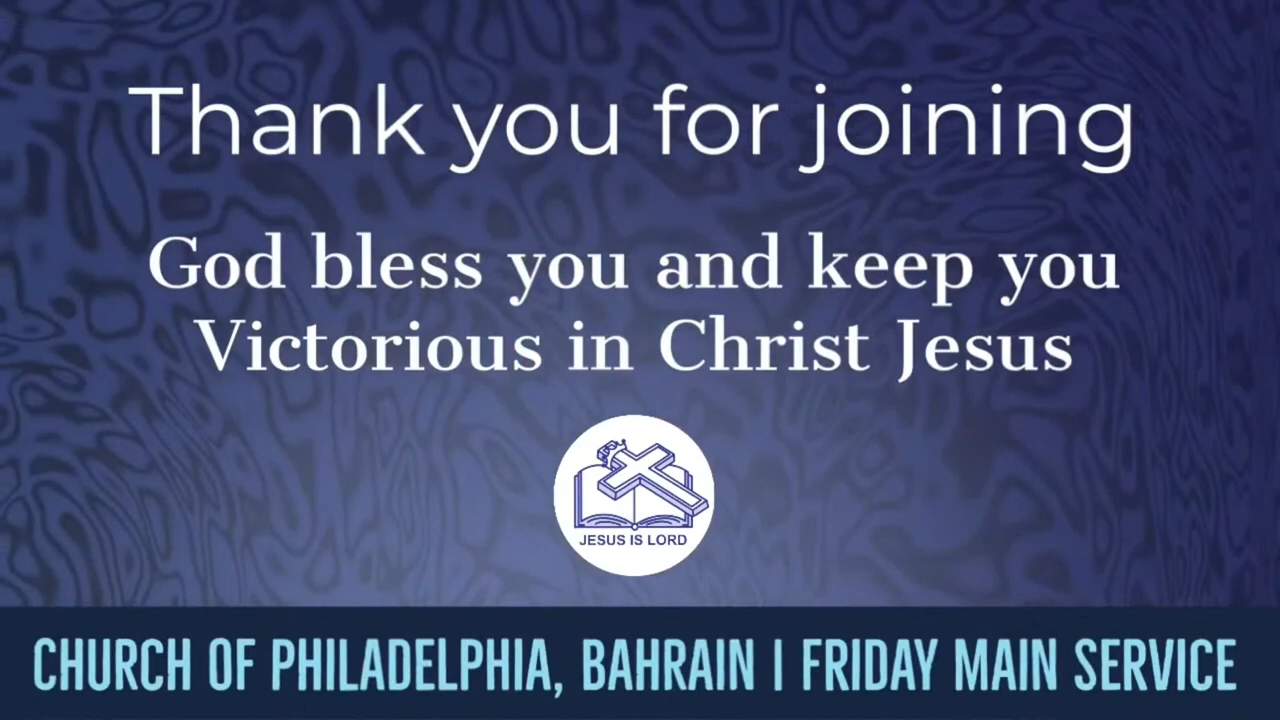 Thank you for joining
God bless you and keep you
Victorious in Christ Jesus
JESUS IS LORD
CHURCH OF PHILADELPHIA, BAHRAIN | FRIDAY MAIN SERVICE